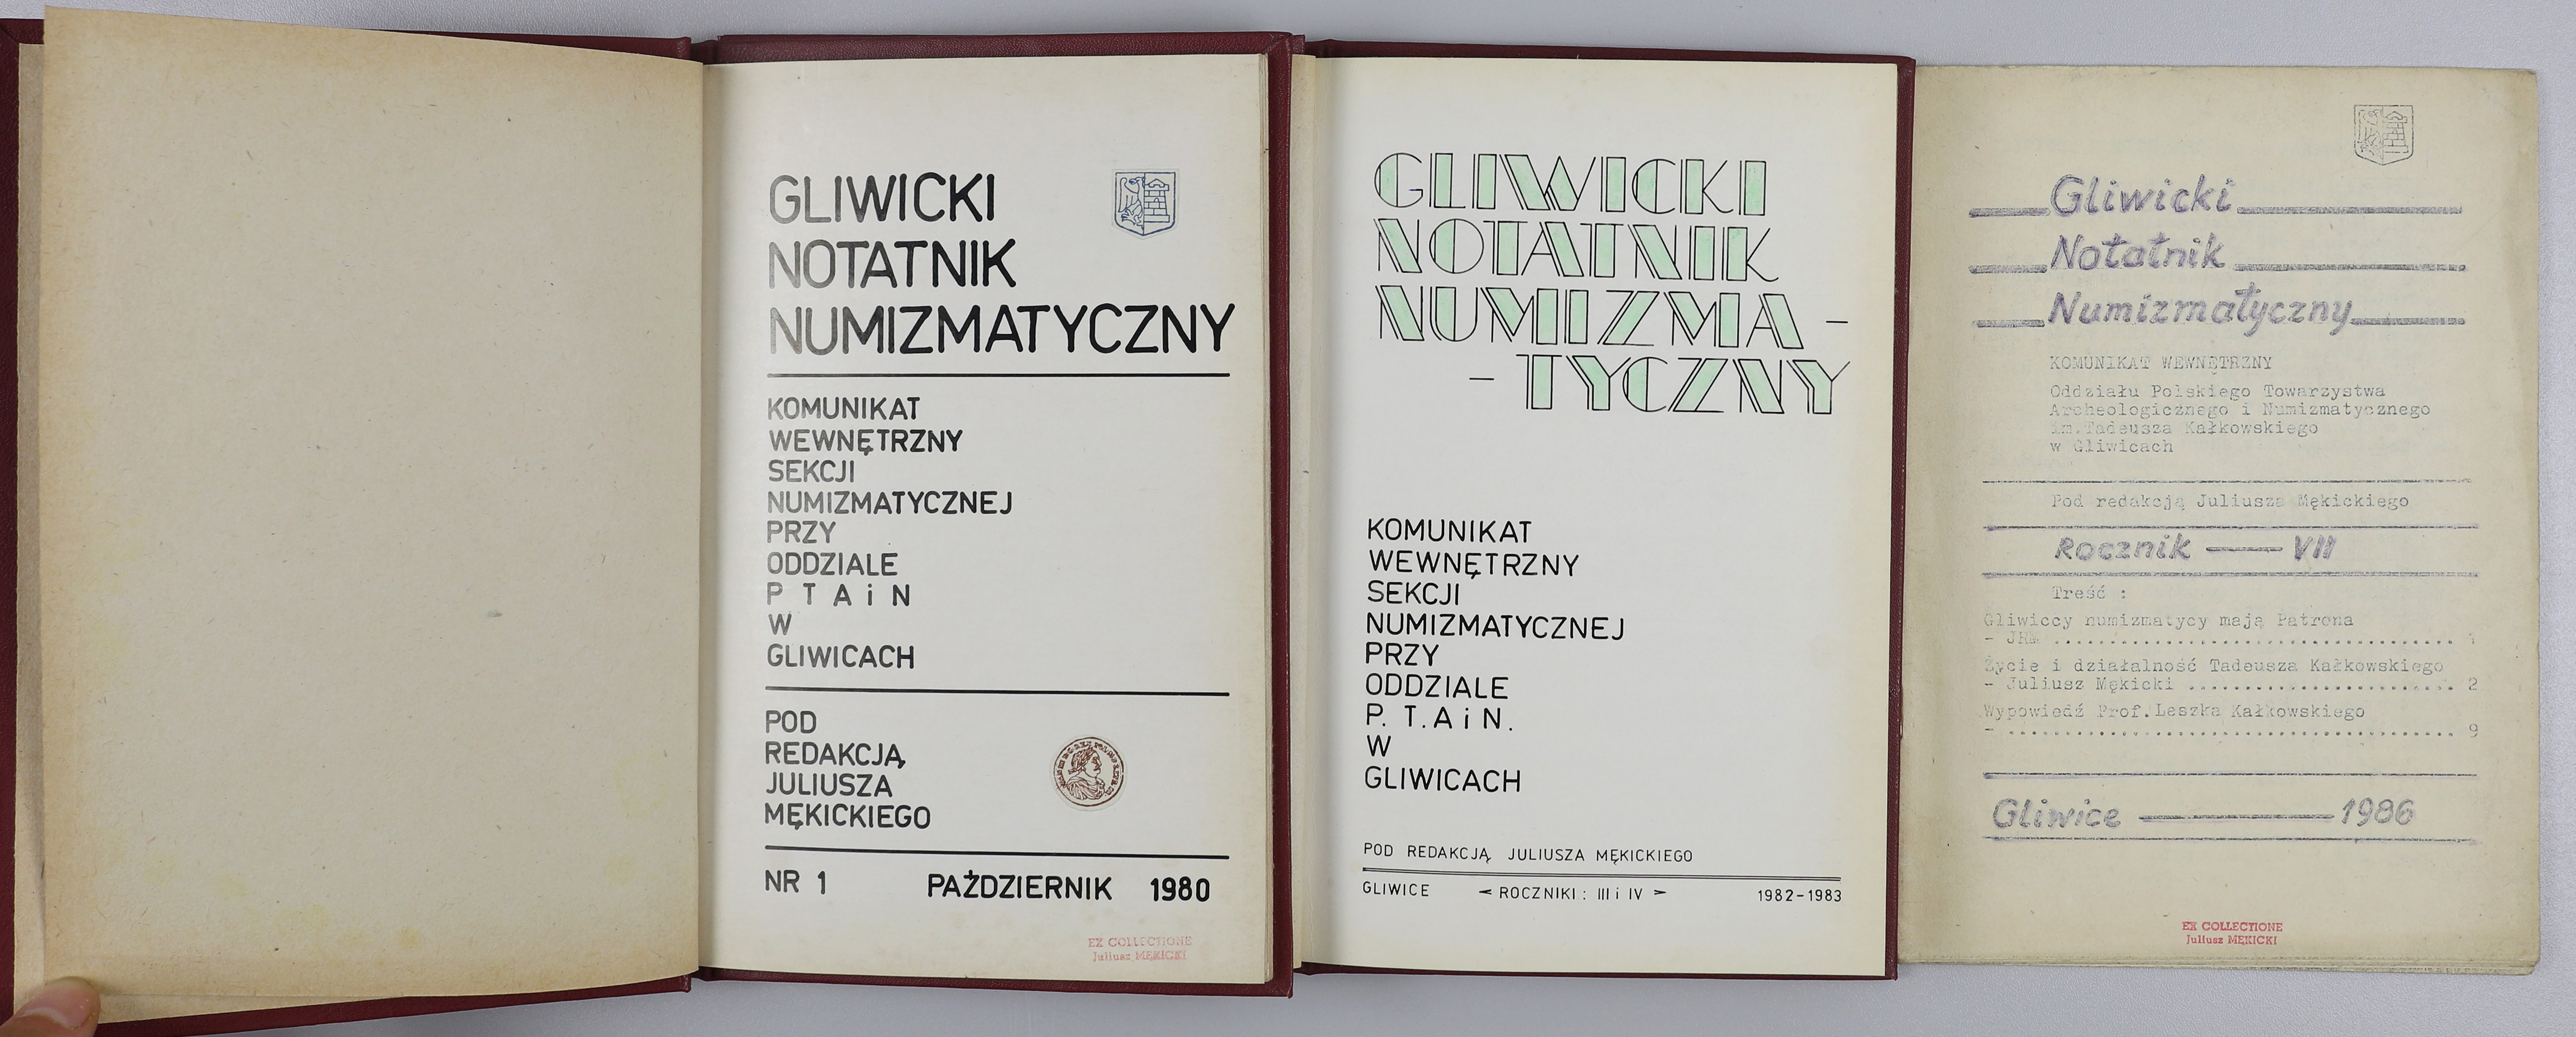 GLIWICKI
NOTATNIK
NUMIZMATYCZNY
KOMUNIKAT
WEWNĘTRZNY
SEKCJI
NUMIZMATYCZNEJ
PRZY
ODDZIALE
P T A i N
W
GLIWICACH
POD
REDAKCJĄ
JULIUSZA
MĘKICKIEGO
NR 1 PAŹDZIERNIK 1980
EX COLLECTIONE
Juliusz MĘKICKI
GLIWICKI
NOTATNIK
NUMIZMA -
- TYCZNY
KOMUNIKAT
WEWNĘTRZNY
SEKCJI
NUMIZMATYCZNEJ
PRZY
ODDZIALE
P. T. A i N.
W
GLIWICACH
POD REDAKCJĄ JULIUSZA MĘKICKIEGO
GLIWICE < ROCZNIKI : III i IV > 1982-1983
Gliwicki
Notatnik
Numizmatyczny
KOMUNIKAT WEWNĘTRZNY
Oddziału Polskiego Towarzystwa
Archeologicznego i Numizmatycznego
im.Tadeusza Kałkowskiego
w Gliwicach
Pod redakcją Juliusza Mękickiego
Rocznik — VII
Treść :
Gliwiccy numizmatycy mają Patrona
- JRM .................................... 1
Życie i działalność Tadeusza Kałkowskiego
- Juliusz Mękicki ........................ 2
Wypowiedź Prof.Leszka Kałkowskiego
- ........................................ 9
Gliwice — 1986
EX COLLECTIONE
Juliusz MĘKICKI